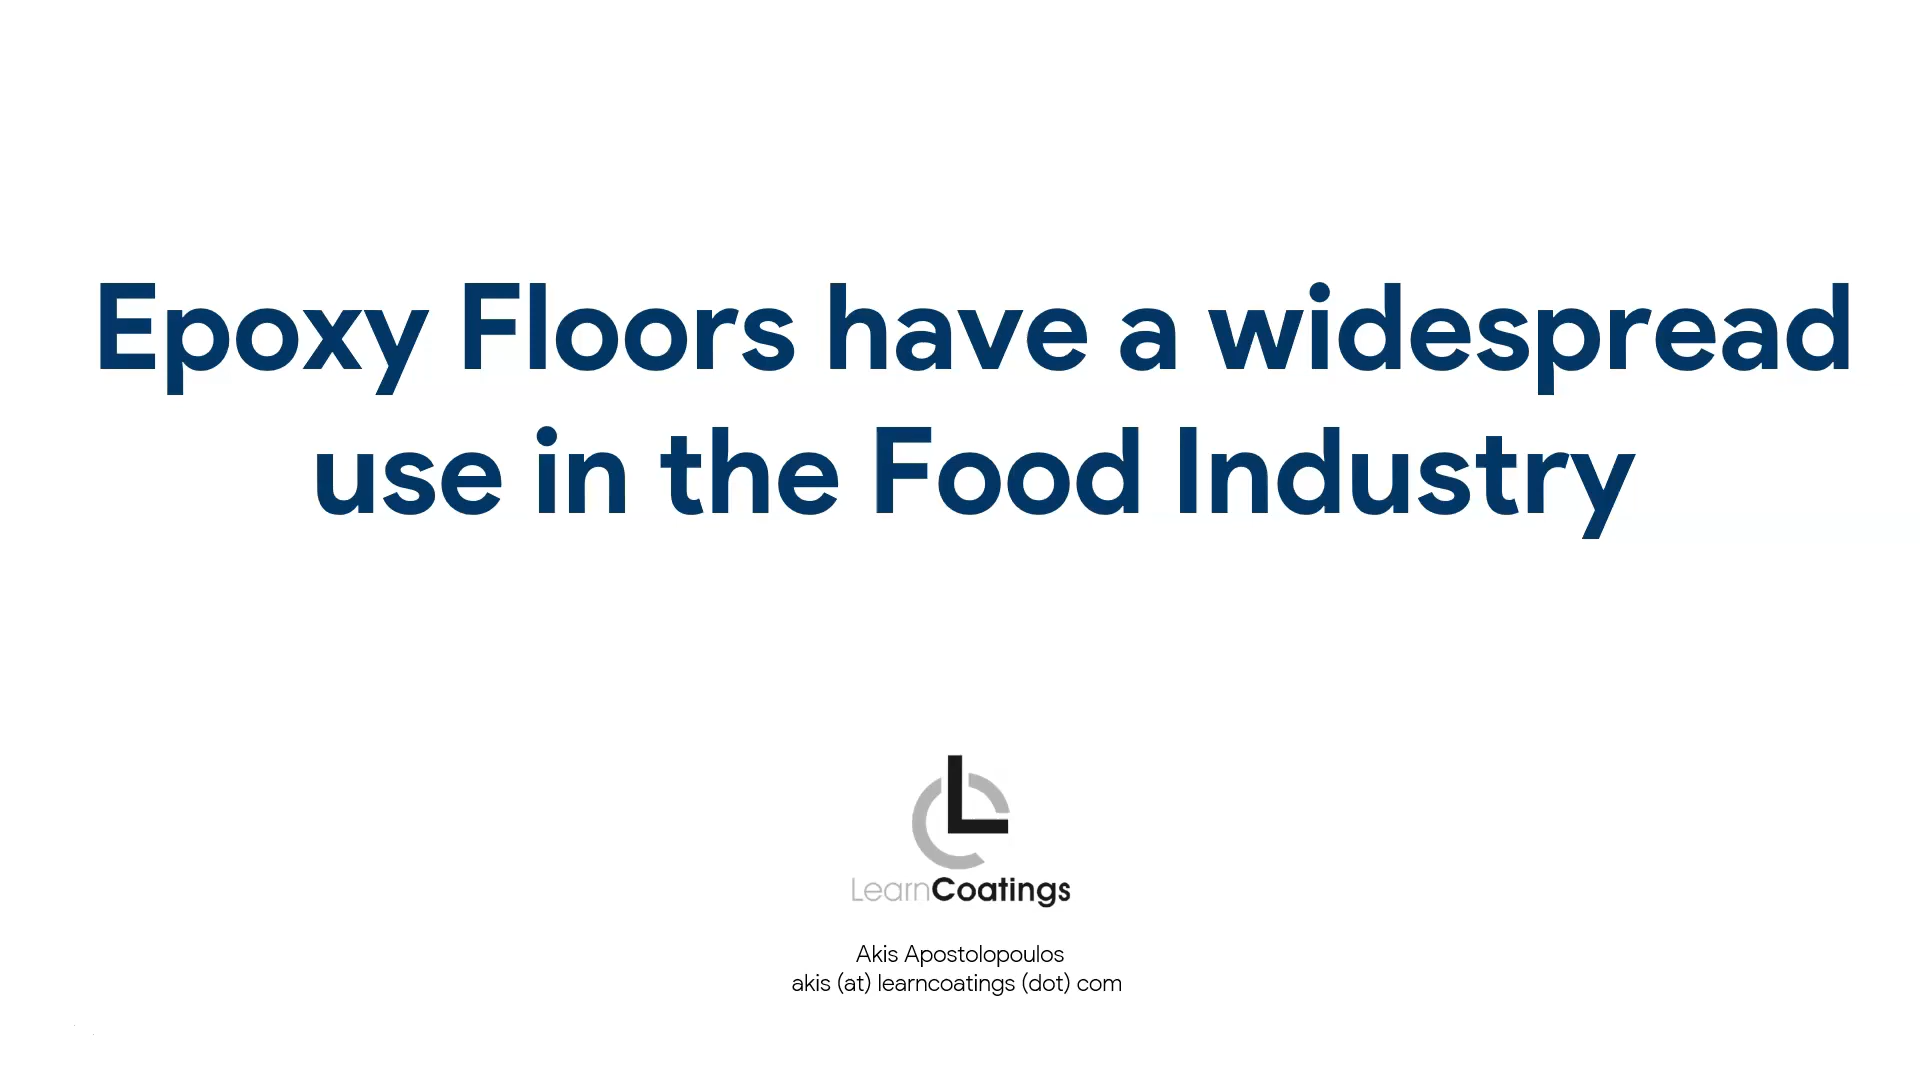 Epoxy Floors have a widespread
use in the Food Industry
LearnCoatings
Akis Apostolopoulos
akis (at) learncoatings (dot) com